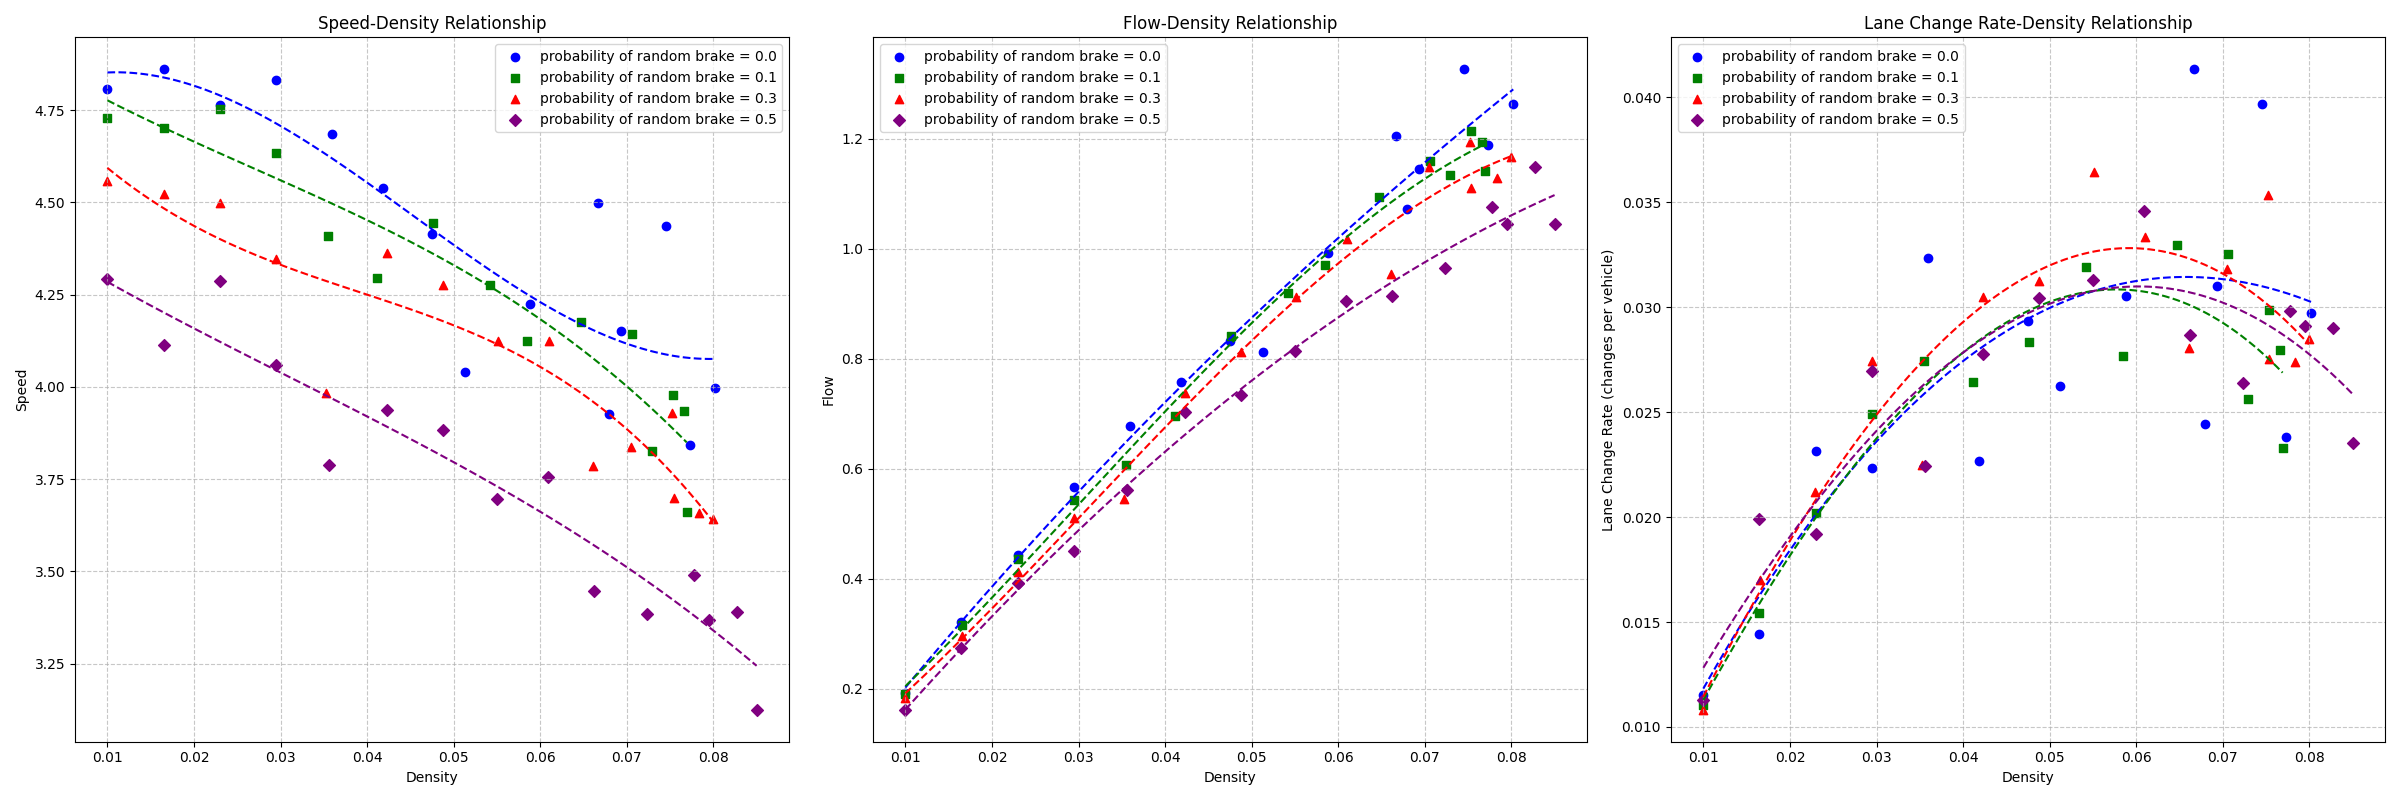 Speed-Density Relationship
probability of random brake = 0.0
probability of random brake = 0.1
probability of random brake = 0.3
probability of random brake = 0.5
4.75
4.50
4.25
4.00
3.75
3.50
3.25
Speed
0.01 0.02 0.03 0.04 0.05 0.06 0.07 0.08
Density
Flow-Density Relationship
probability of random brake = 0.0
probability of random brake = 0.1
probability of random brake = 0.3
probability of random brake = 0.5
1.2
1.0
0.8
0.6
0.4
0.2
Flow
0.01 0.02 0.03 0.04 0.05 0.06 0.07 0.08
Density
Lane Change Rate-Density Relationship
probability of random brake = 0.0
probability of random brake = 0.1
probability of random brake = 0.3
probability of random brake = 0.5
0.040
0.035
0.030
0.025
0.020
0.015
0.010
Lane Change Rate (changes per vehicle)
0.01 0.02 0.03 0.04 0.05 0.06 0.07 0.08
Density